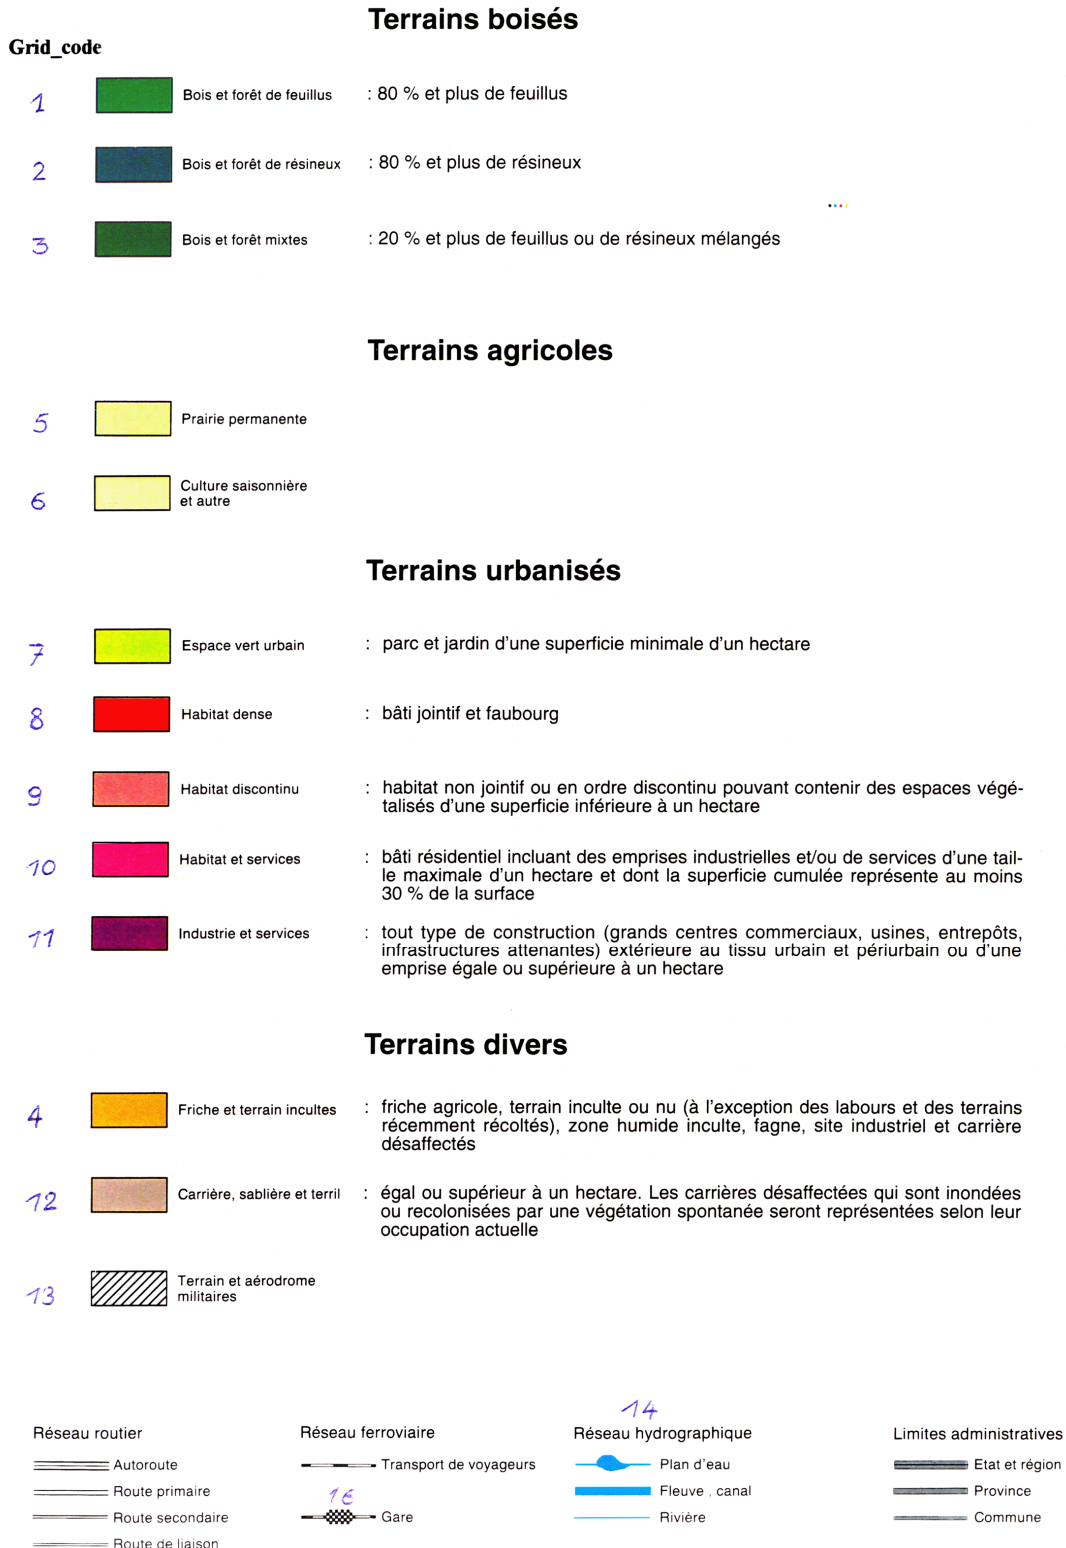 Terrains boisés
Grid_code
1 Bois et forêt de feuillus : 80 % et plus de feuillus
2 Bois et forêt de résineux : 80 % et plus de résineux
3 Bois et forêt mixtes : 20 % et plus de feuillus ou de résineux mélangés
Terrains agricoles
5 Prairie permanente
6 Culture saisonnière
et autre
Terrains urbanisés
7 Espace vert urbain : parc et jardin d'une superficie minimale d'un hectare
8 Habitat dense : bâti jointif et faubourg
9 Habitat discontinu : habitat non jointif ou en ordre discontinu pouvant contenir des espaces végé-
talisés d'une superficie inférieure à un hectare
10 Habitat et services : bâti résidentiel incluant des emprises industrielles et/ou de services d'une tail-
le maximale d'un hectare et dont la superficie cumulée représente au moins
30 % de la surface
11 Industrie et services : tout type de construction (grands centres commerciaux, usines, entrepôts,
infrastructures attenantes) extérieure au tissu urbain et périurbain ou d'une
emprise égale ou supérieure à un hectare
Terrains divers
4 Friche et terrain incultes : friche agricole, terrain inculte ou nu (à l'exception des labours et des terrains
récemment récoltés), zone humide inculte, fagne, site industriel et carrière
désaffectés
12 Carrière, sablière et terril : égal ou supérieur à un hectare. Les carrières désaffectées qui sont inondées
ou recolonisées par une végétation spontanée seront représentées selon leur
occupation actuelle
13 Terrain et aérodrome
militaires
14
Réseau routier Réseau ferroviaire Réseau hydrographique Limites administratives
Autoroute Transport de voyageurs Plan d'eau Etat et région
Route primaire Fleuve , canal Province
Route secondaire Gare Rivière Commune
Route de liaison